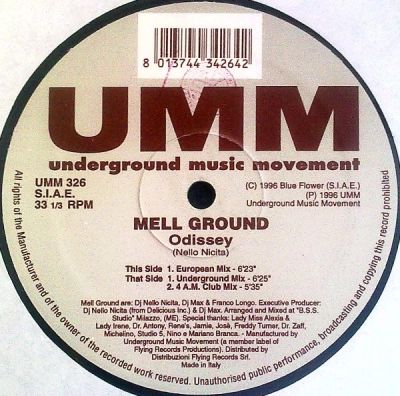 8 013744 342642
UMM
underground music movement
UMM 326
S.I.A.E.
33 1/3 RPM
(C) 1996 Blue Flower (S.I.A.E.)
(P) 1996 UMM
Underground Music Movement
MELL GROUND
Odissey
(Nello Nicita)
This Side 1. European Mix - 6'23"
That Side 1. Underground Mix - 6'25"
2. 4 A.M. Club Mix - 5'35"
Mell Ground are: Dj Nello Nicita, Dj Max & Franco Longo. Executive Producer:
Dj Nello Nicita (from Delicious Inc.) & Dj Max. Arranged and Mixed at "B.S.S.
Studio" Miazzo, (ME). Special thanks: Lady Miss Alexia &
Lady Irene, Dr. Antony, Rene's, Jamie, Josè, Freddy Turner, Dr. Zaff,
Michelino, Studio 5, Nino e Mariano Branca. - Manufactured by
Underground Music Movement (a member label of
Flying Records Productions). Distributed by
Distribuzioni Flying Records Srl.
Made in Italy
All rights of the Manufacturer and of the owner of the recorded work reserved. Unauthorised public performance, broadcasting and copying this record prohibited